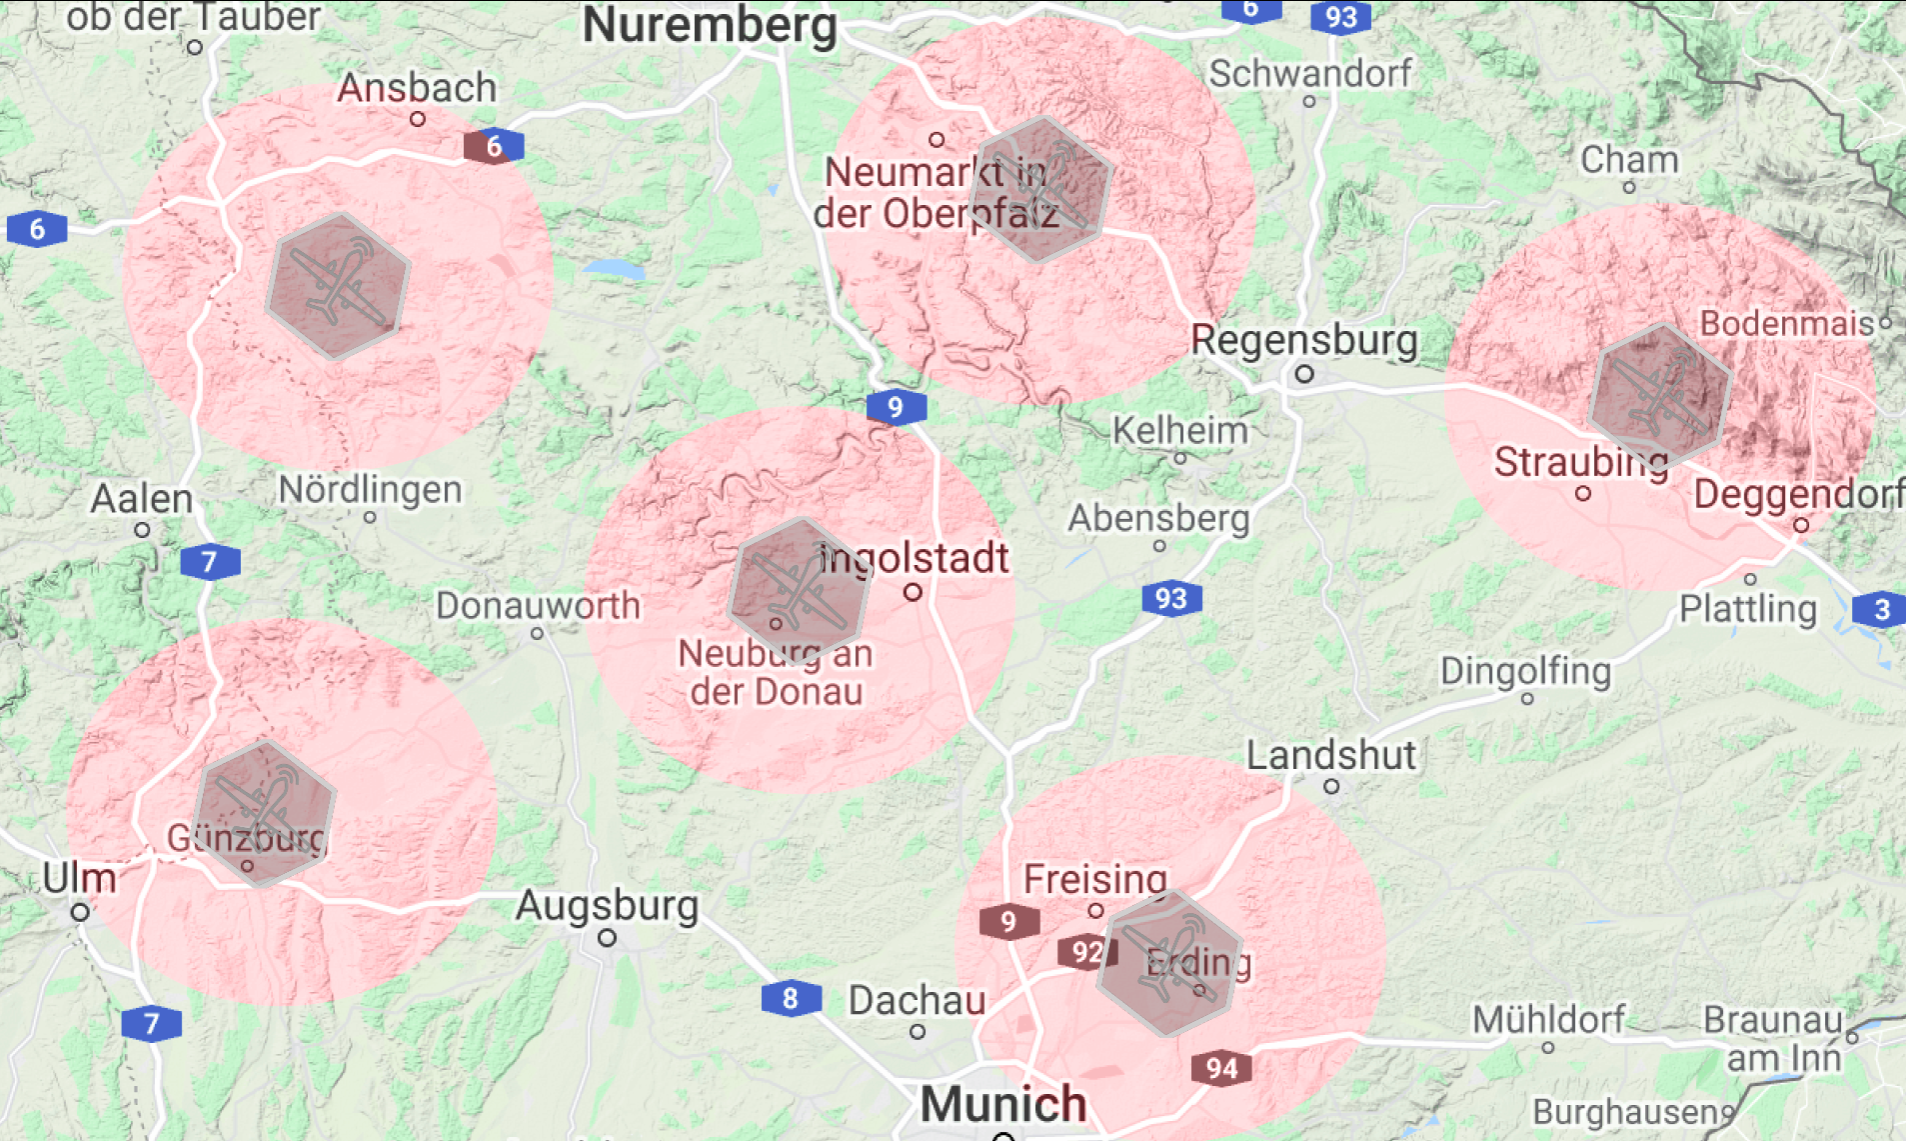 ob der Tauber
Nuremberg
6
93
Ansbach
Schwandorf
6
Cham
Neumarkt in
der Oberpfalz
6
Bodenmais
Regensburg
9
Kelheim
Straubing
Aalen
Nördlingen
Deggendorf
Abensberg
7
Ingolstadt
93
Donauworth
Plattling
3
Neuburg an
der Donau
Dingolfing
Landshut
Günzburg
Ulm
Freising
Augsburg
9
92
Erding
8
Dachau
7
Mühldorf
Braunau
am Inn
94
Munich
Burghausen